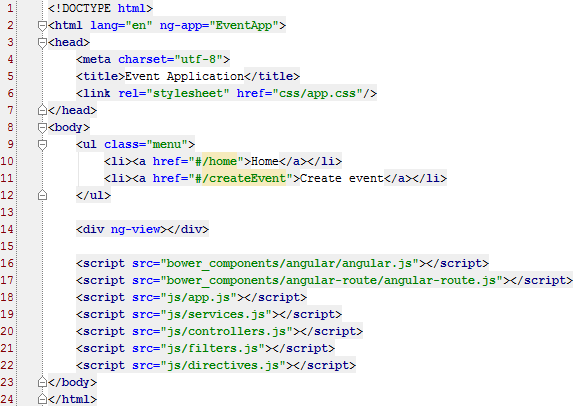 1 <!DOCTYPE html>
2 <html lang="en" ng-app="EventApp">
3 <head>
4     <meta charset="utf-8">
5     <title>Event Application</title>
6     <link rel="stylesheet" href="css/app.css"/>
7 </head>
8 <body>
9     <ul class="menu">
10         <li><a href="#/home">Home</a></li>
11         <li><a href="#/createEvent">Create event</a></li>
12     </ul>
13
14     <div ng-view></div>
15
16     <script src="bower_components/angular/angular.js"></script>
17     <script src="bower_components/angular-route/angular-route.js"></script>
18     <script src="js/app.js"></script>
19     <script src="js/services.js"></script>
20     <script src="js/controllers.js"></script>
21     <script src="js/filters.js"></script>
22     <script src="js/directives.js"></script>
23 </body>
24 </html>